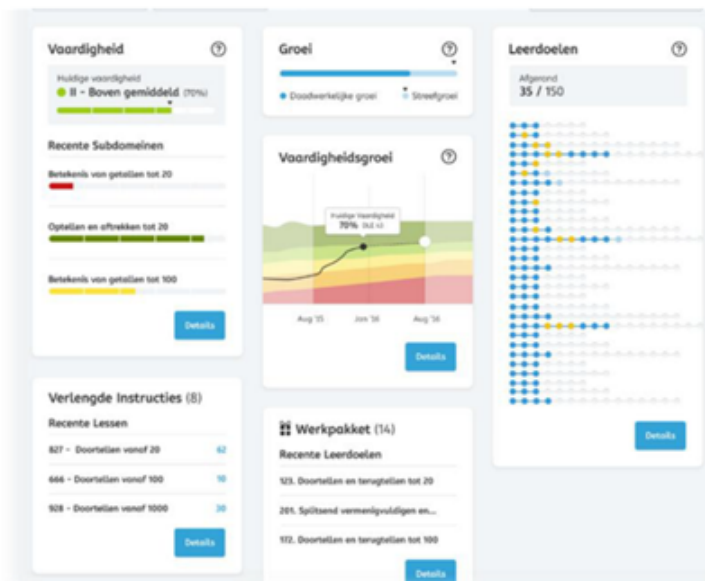 Vaardigheid
Huidige vaardigheid
II - Boven gemiddeld (70%)
Recente Subdomeinen
Betekenis van getallen tot 20
Optellen en aftrekken tot 20
Betekenis van getallen tot 100
Details
Verlengde Instructies (8)
Recente Lessen
827 - Doortellen vanaf 20 62
666 - Doortellen vanaf 100 10
928 - Doortellen vanaf 1000 30
Details
Groei
Daadwerkelijke groei
Streefgroei
Vaardigheidsgroei
Huidige Vaardigheid
70%
Aug '15 Jan '16 Aug '16
Details
Werkpakket (14)
Recente Leerdoelen
123. Doortellen en terugtellen tot 20
201. Splitsend vermenigvuldigen en...
172. Doortellen en terugtellen tot 100
Details
Leerdoelen
Afgerond
35 / 150
Details